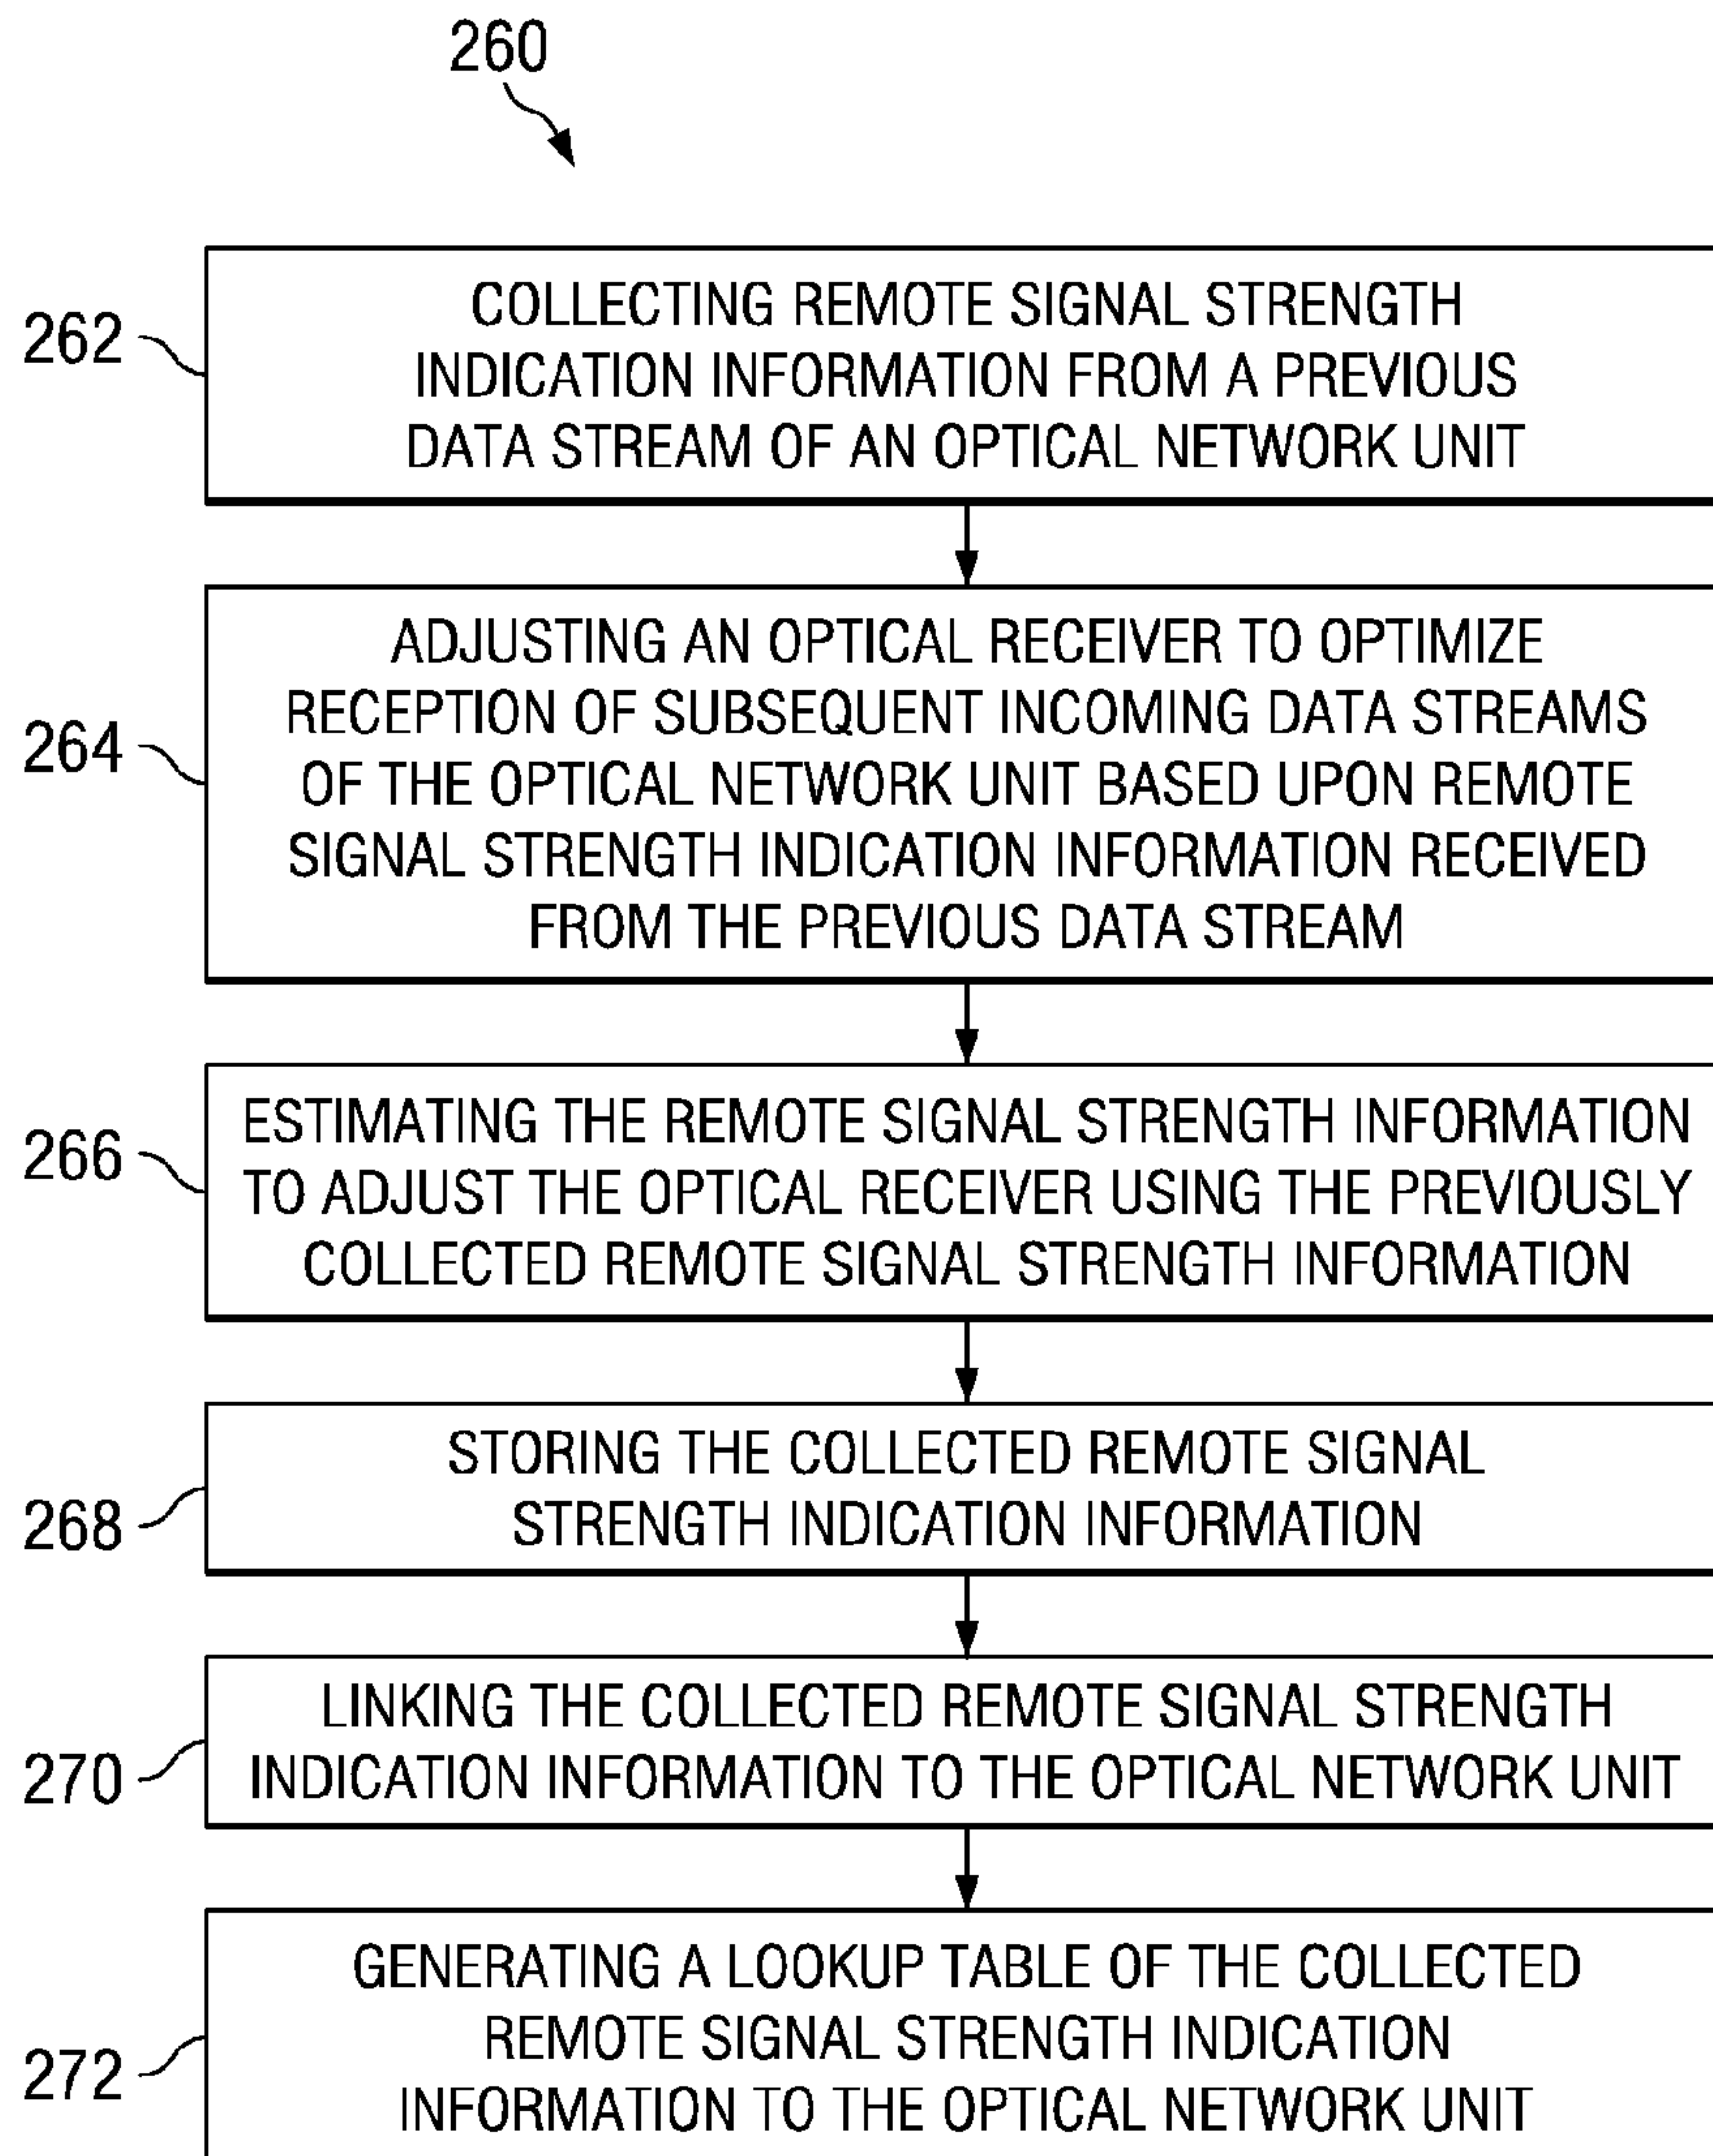 260
262
COLLECTING REMOTE SIGNAL STRENGTH
INDICATION INFORMATION FROM A PREVIOUS
DATA STREAM OF AN OPTICAL NETWORK UNIT
264
ADJUSTING AN OPTICAL RECEIVER TO OPTIMIZE
RECEPTION OF SUBSEQUENT INCOMING DATA STREAMS
OF THE OPTICAL NETWORK UNIT BASED UPON REMOTE
SIGNAL STRENGTH INDICATION INFORMATION RECEIVED
FROM THE PREVIOUS DATA STREAM
266
ESTIMATING THE REMOTE SIGNAL STRENGTH INFORMATION
TO ADJUST THE OPTICAL RECEIVER USING THE PREVIOUSLY
COLLECTED REMOTE SIGNAL STRENGTH INFORMATION
268
STORING THE COLLECTED REMOTE SIGNAL
STRENGTH INDICATION INFORMATION
270
LINKING THE COLLECTED REMOTE SIGNAL STRENGTH
INDICATION INFORMATION TO THE OPTICAL NETWORK UNIT
272
GENERATING A LOOKUP TABLE OF THE COLLECTED
REMOTE SIGNAL STRENGTH INDICATION
INFORMATION TO THE OPTICAL NETWORK UNIT